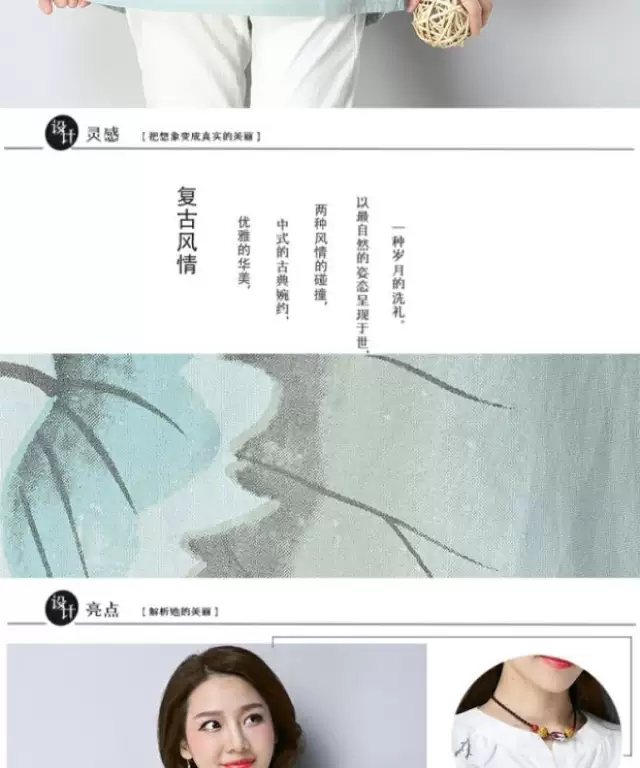 设计 灵感 [把想象变成真实的美丽]
复古风情
优雅的华美,
中式的古典婉约,
两种风情的碰撞,
以最自然的姿态呈现于世,
一种岁月的洗礼。
设计 亮点 [解析她的美丽]